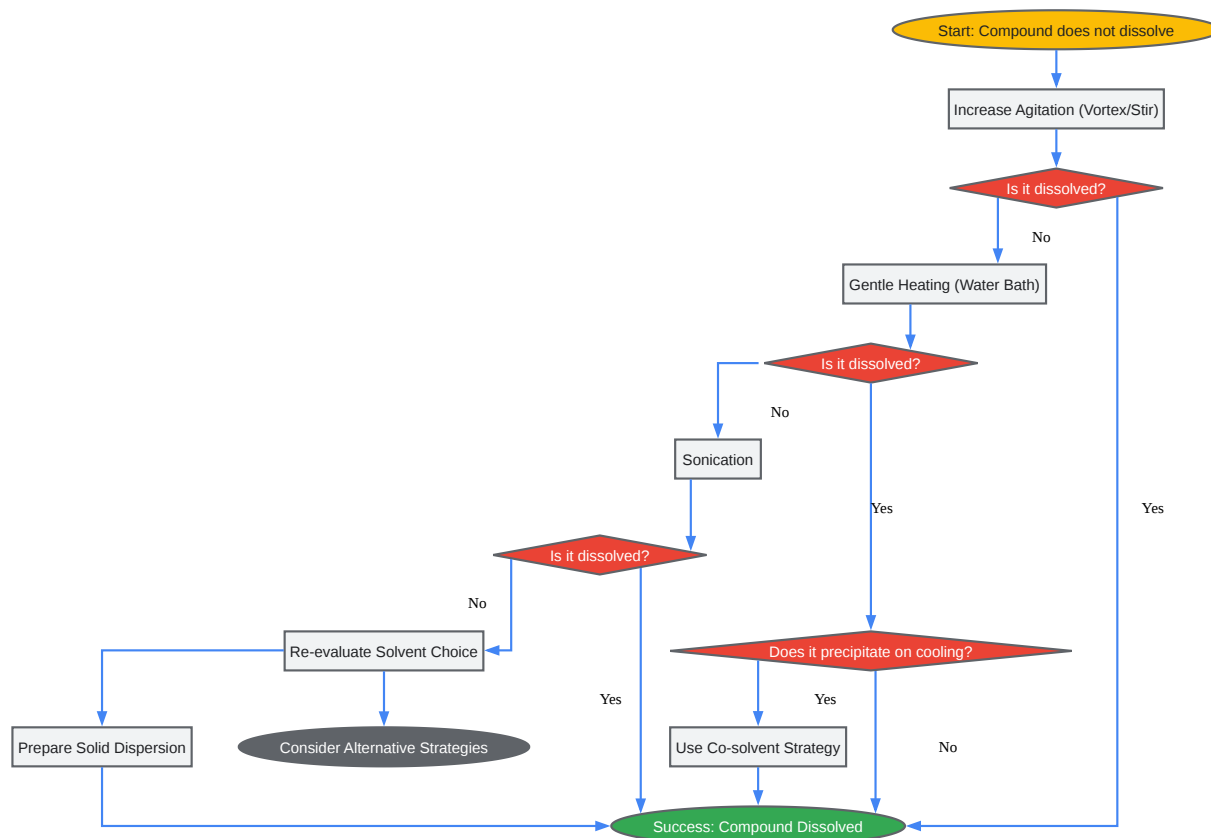 Start: Compound does not dissolve
Increase Agitation (Vortex/Stir)
Is it dissolved?
No
Gentle Heating (Water Bath)
Is it dissolved?
No
Sonication
Yes
Yes
Is it dissolved?
No
Re-evaluate Solvent Choice
Does it precipitate on cooling?
Yes
Yes
Prepare Solid Dispersion
Consider Alternative Strategies
Use Co-solvent Strategy
No
Success: Compound Dissolved